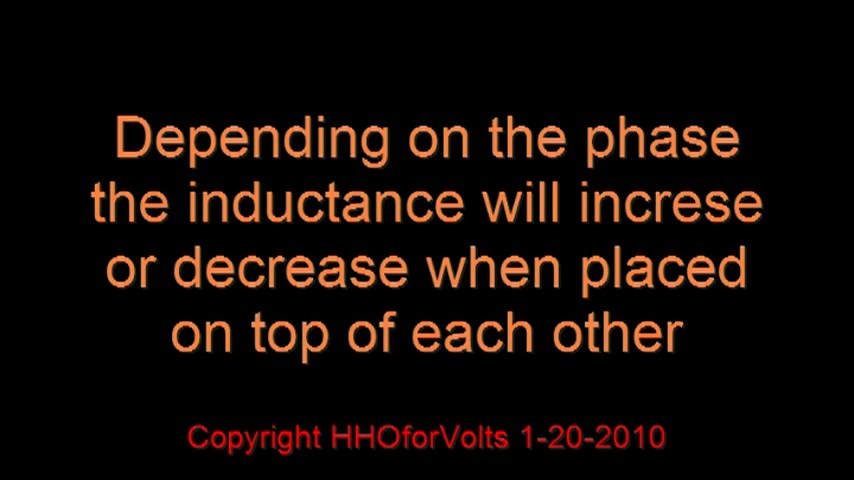 Depending on the phase
the inductance will increse
or decrease when placed
on top of each other
Copyright HHOforVolts 1-20-2010